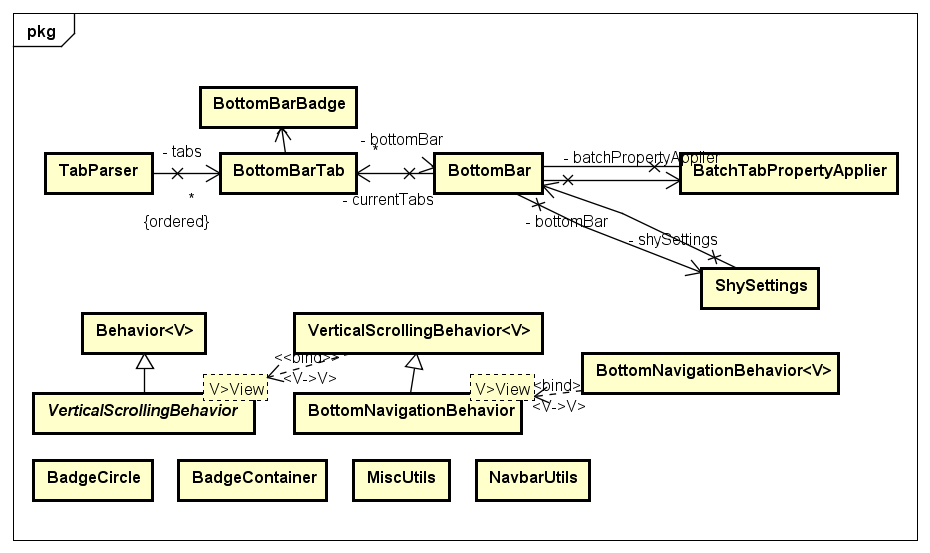 pkg
BottomBarBadge
- tabs
- bottomBar
*
- batchPropertyApplier
TabParser
BottomBarTab
BottomBar
BatchTabPropertyApplier
*
- currentTabs
{ordered}
- bottomBar
- shySettings
ShySettings
Behavior<V>
VerticalScrollingBehavior<V>
<<bind>>
<V->V>
V>View
V>View
<bind>
<V->V>
BottomNavigationBehavior<V>
VerticalScrollingBehavior
BottomNavigationBehavior
BadgeCircle
BadgeContainer
MiscUtils
NavbarUtils